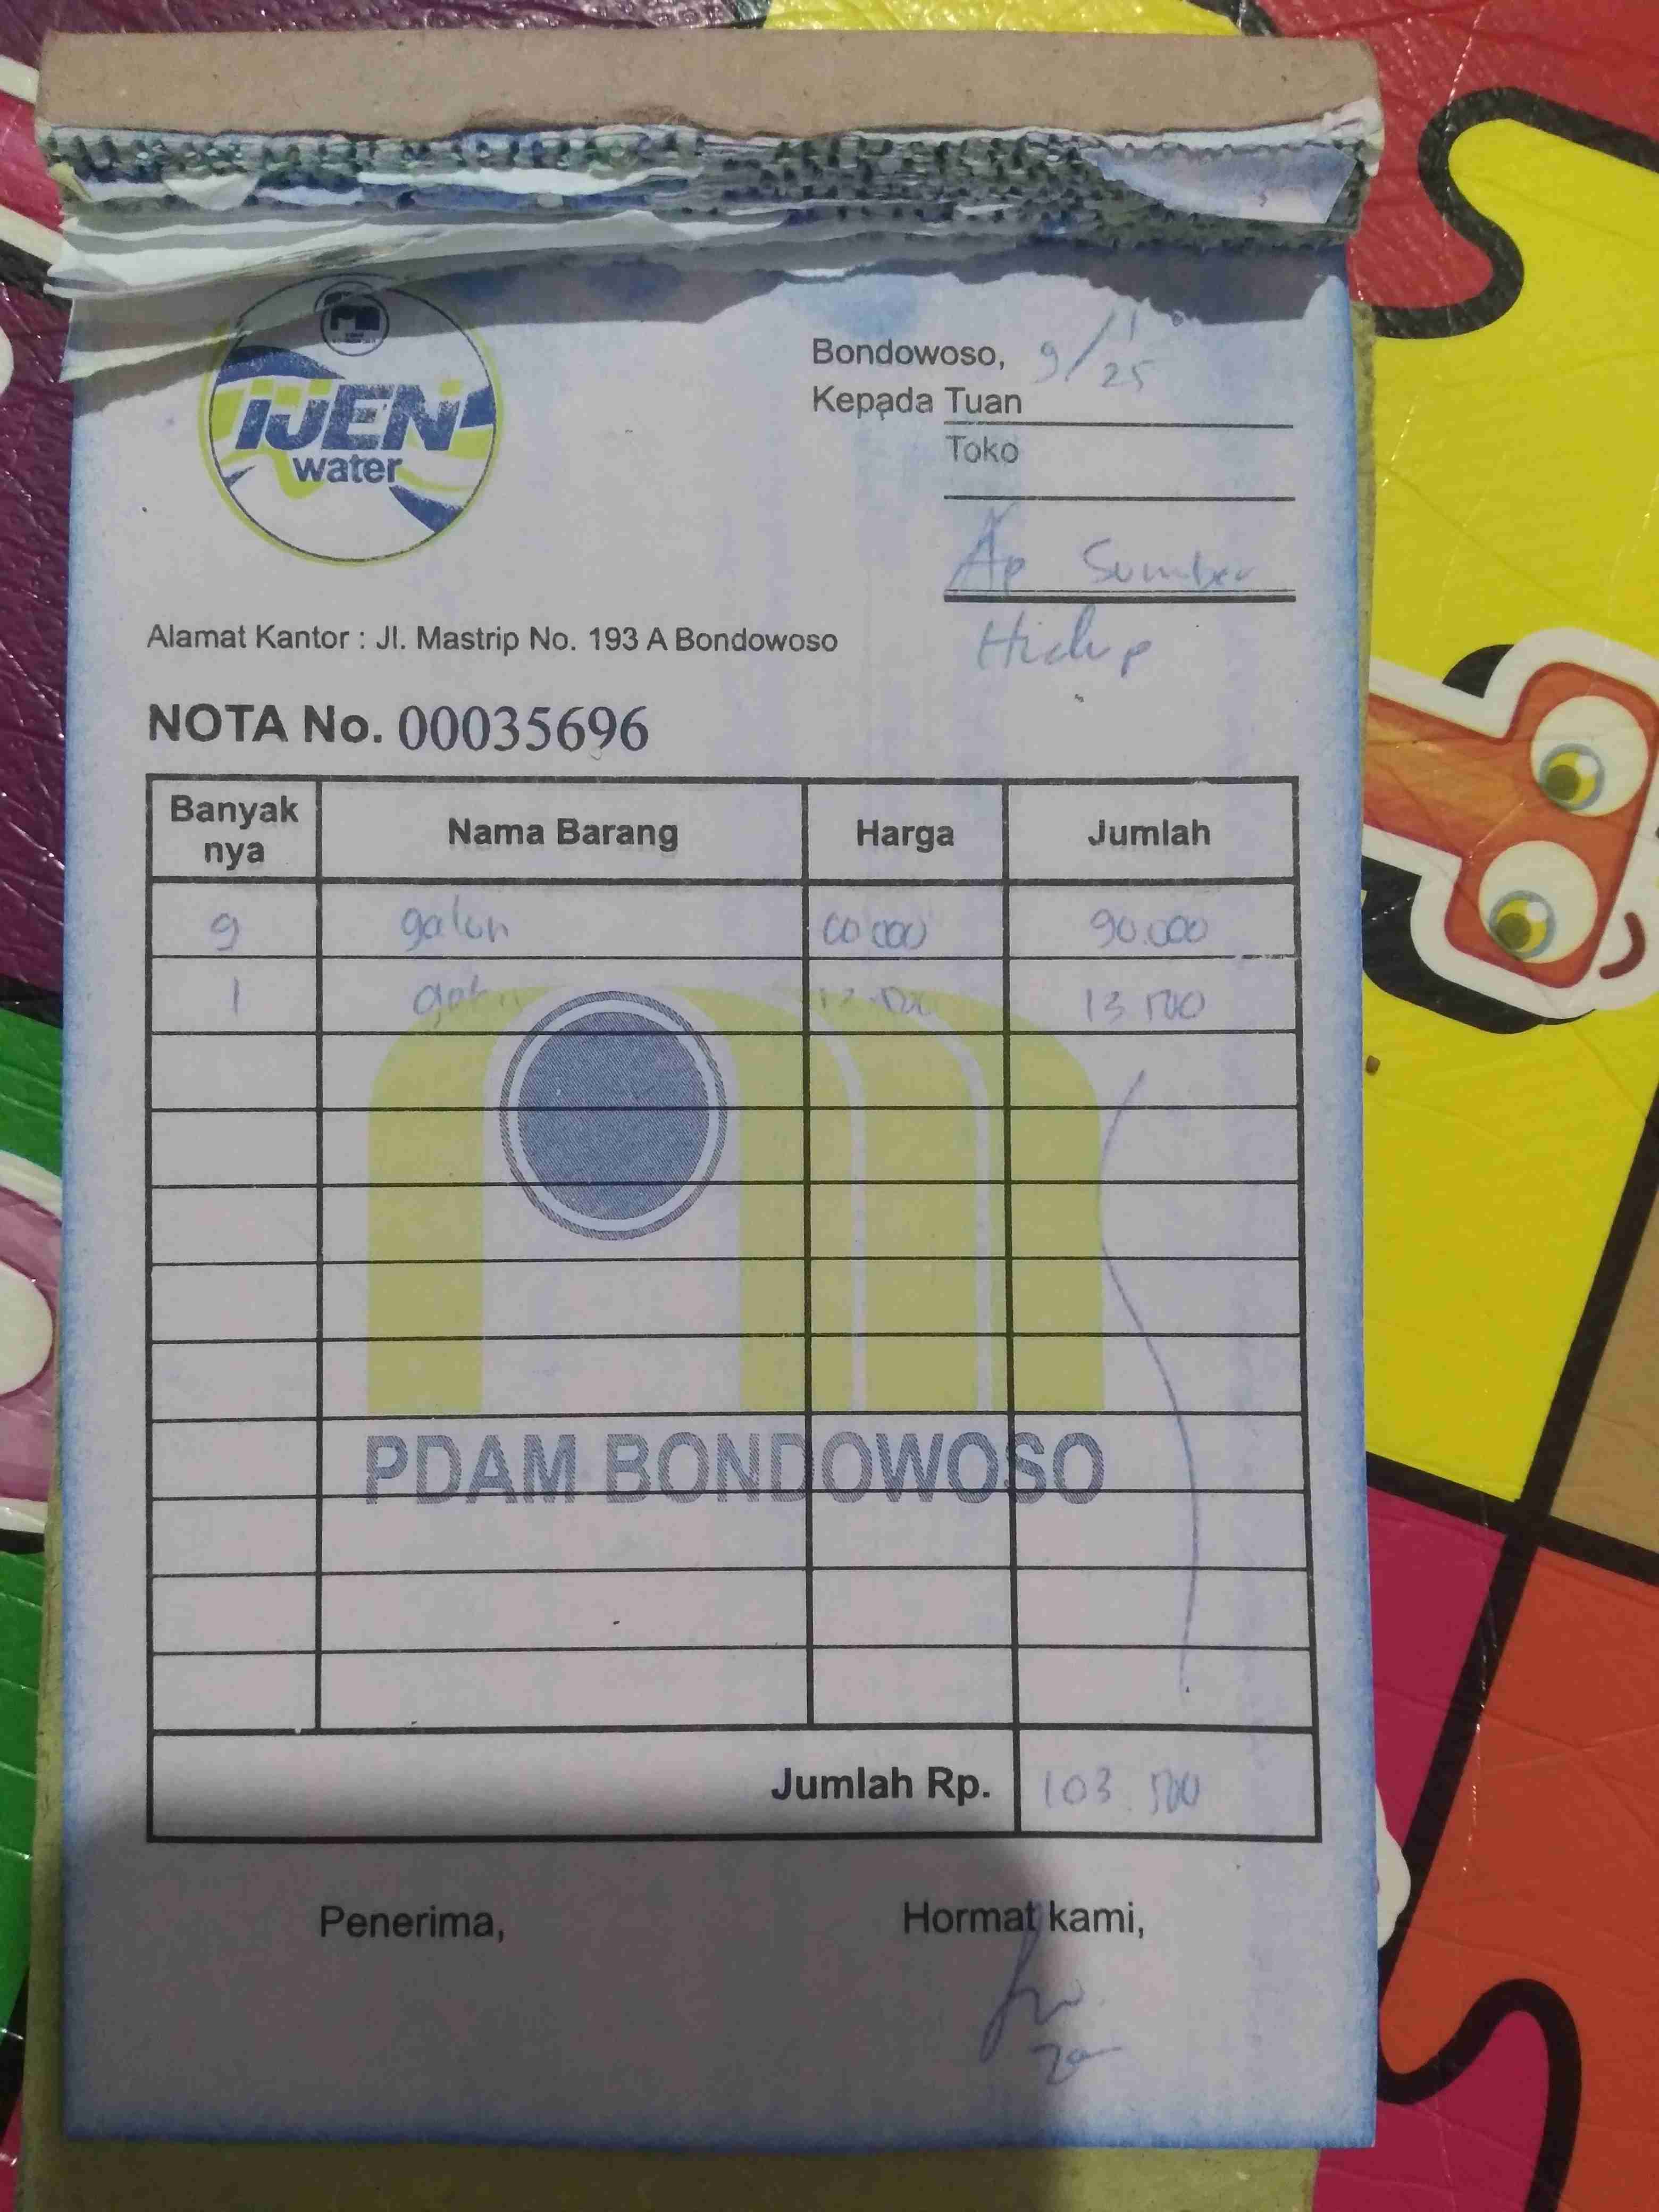 IJEN
water
Bondowoso, 9/1 25
Kepada Tuan
Toko
Ap Sumber
Hidup
Alamat Kantor : Jl. Mastrip No. 193 A Bondowoso
NOTA No. 00035696
Banyak nya Nama Barang Harga Jumlah
9 galon 10.000 90.000
1 galon 13.500
PDAM BONDOWOSO
Jumlah Rp. 103.500
Penerima, Hormat kami,